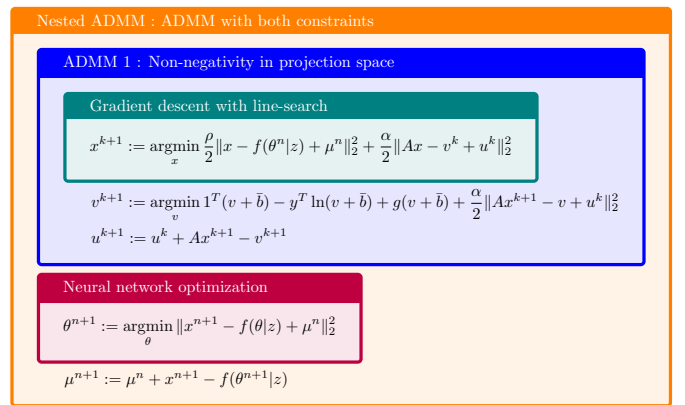 Nested ADMM : ADMM with both constraints
ADMM 1 : Non-negativity in projection space
Gradient descent with line-search
x^{k+1} := argmin_x ρ/2 ‖x − f(θ^n|z) + μ^n‖_2^2 + α/2 ‖Ax − v^k + u^k‖_2^2
v^{k+1} := argmin_v 1^T(v + b̄) − y^T ln(v + b̄) + g(v + b̄) + α/2 ‖Ax^{k+1} − v + u^k‖_2^2
u^{k+1} := u^k + Ax^{k+1} − v^{k+1}
Neural network optimization
θ^{n+1} := argmin_θ ‖x^{n+1} − f(θ|z) + μ^n‖_2^2
μ^{n+1} := μ^n + x^{n+1} − f(θ^{n+1}|z)